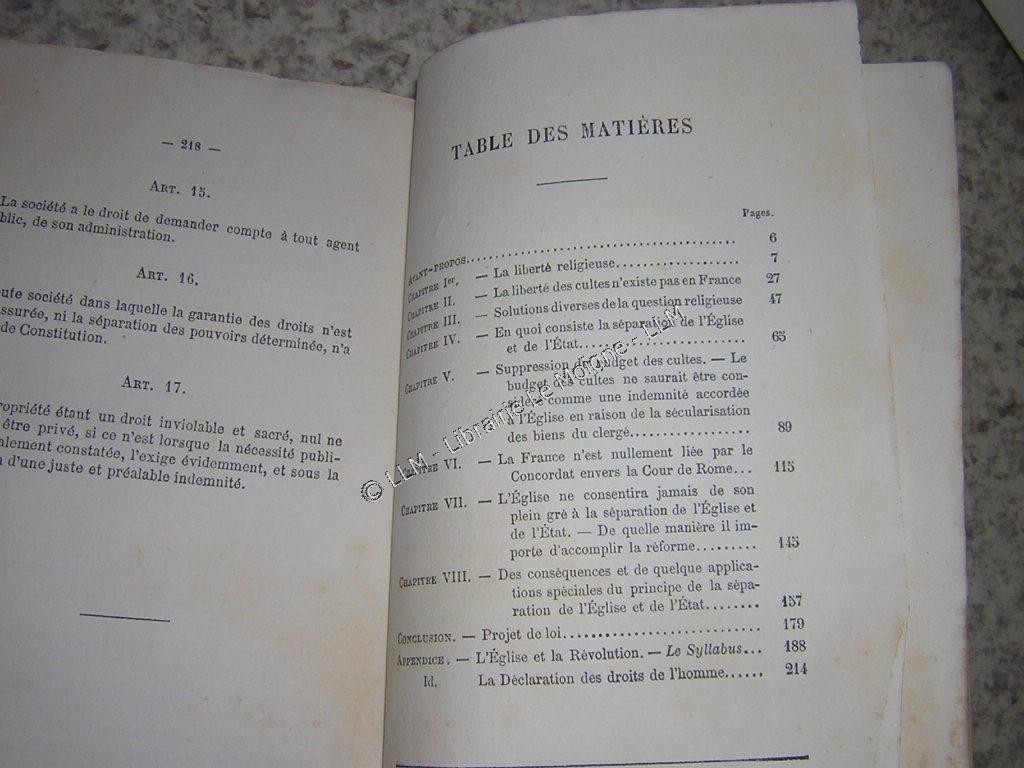 — 218 —
ART. 15.
La société a le droit de demander compte à tout agent
blic, de son administration.
ART. 16.
ute société dans laquelle la garantie des droits n'est
ssurée, ni la séparation des pouvoirs déterminée, n'a
de Constitution.
ART. 17.
opriété étant un droit inviolable et sacré, nul ne
être privé, si ce n'est lorsque la nécessité publi-
alement constatée, l'exige évidemment, et sous la
d'une juste et préalable indemnité.
TABLE DES MATIÈRES
Pages.
AVANT-PROPOS........................................ 6
CHAPITRE Ier. — La liberté religieuse................. 7
CHAPITRE II. — La liberté des cultes n'existe pas en France 27
CHAPITRE III. — Solutions diverses de la question religieuse 47
CHAPITRE IV. — En quoi consiste la séparation de l'Église
et de l'État........................ 65
CHAPITRE V. — Suppression du budget des cultes. — Le
budget des cultes ne saurait être con-
sidéré comme une indemnité accordée
à l'Église en raison de la sécularisation
des biens du clergé.................. 89
CHAPITRE VI. — La France n'est nullement liée par le
Concordat envers la Cour de Rome... 115
CHAPITRE VII. — L'Église ne consentira jamais de son
plein gré à la séparation de l'Église et
de l'État. — De quelle manière il im-
porte d'accomplir la réforme......... 145
CHAPITRE VIII. — Des conséquences et de quelque applica-
tions spéciales du principe de la sépa-
ration de l'Église et de l'État........ 157
CONCLUSION. — Projet de loi............................ 179
APPENDICE. — L'Église et la Révolution. — Le Syllabus... 188
Id. La Déclaration des droits de l'homme...... 214
© LLM - Librairie Le Moigne - LLM